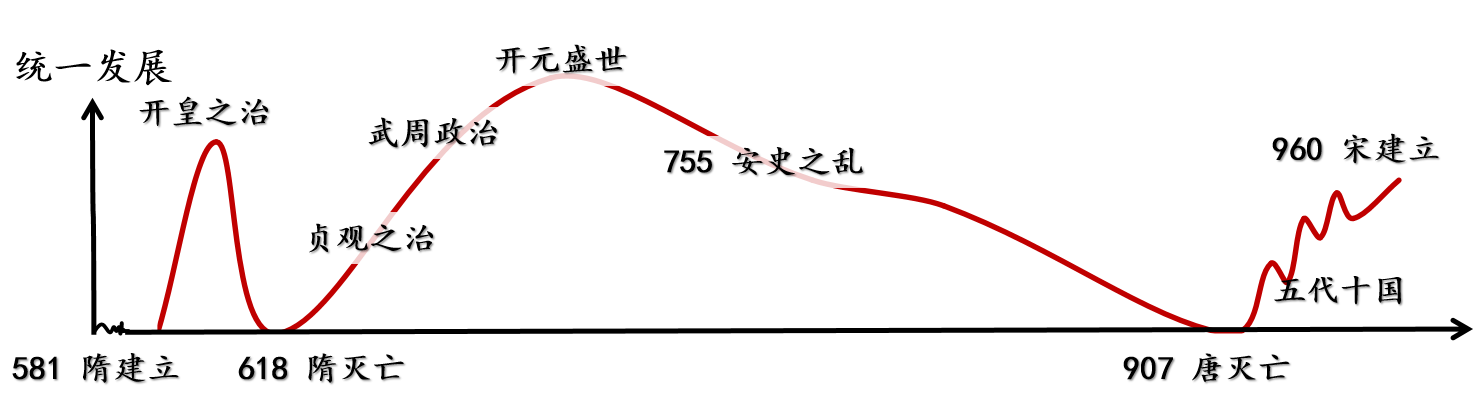 统一发展
开皇之治
开元盛世
武周政治
贞观之治
755 安史之乱
960 宋建立
五代十国
581 隋建立
618 隋灭亡
907 唐灭亡